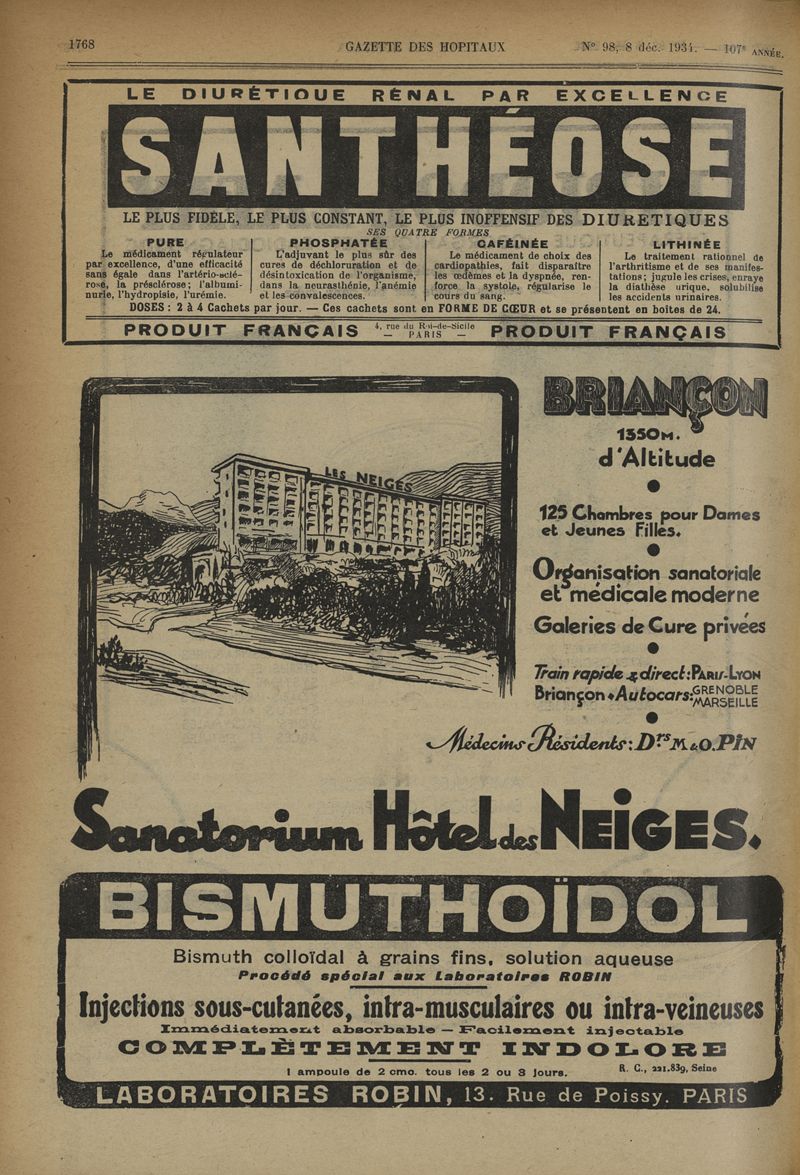 1768
GAZETTE DES HOPITAUX
N° 98, 8 déc. 1934. — 107e ANNÉE.
LE DIURÉTIQUE RÉNAL PAR EXCELLENCE
SANTHÉOSE
LE PLUS FIDÈLE, LE PLUS CONSTANT, LE PLUS INOFFENSIF DES DIURETIQUES
SES QUATRE FORMES
PURE
Le médicament régulateur
par excellence, d'une efficacité
sans égale dans l'artério-sclé-
rose, la présclérose; l'albumi-
nurie, l'hydropisie, l'urémie.
PHOSPHATÉE
L'adjuvant le plus sûr des
cures de déchloruration et de
désintoxication de l'organisme,
dans la neurasthénie, l'anémie
et les convalescences.
CAFÉINÉE
Le médicament de choix des
cardiopathies, fait disparaître
les œdèmes et la dyspnée, ren-
force la systole, régularise le
cours du sang.
LITHINÉE
Le traitement rationnel de
l'arthritisme et de ses manifes-
tations; jugule les crises, enraye
la diathèse urique, solubilise
les accidents urinaires.
DOSES : 2 à 4 Cachets par jour. — Ces cachets sont en FORME DE CŒUR et se présentent en boîtes de 24.
PRODUIT FRANÇAIS
4, rue du Roi-de-Sicile
— PARIS —
PRODUIT FRANÇAIS
LES NEIGES
BRIANÇON
1350M.
d'Altitude
125 Chambres pour Dames
et Jeunes Filles.
Organisation sanatoriale
et médicale moderne
Galeries de Cure privées
Train rapide & direct: PARIS-LYON
Briançon • Autocars: GRENOBLE
MARSEILLE
Médecins Résidents: Drs M. & O. PIN
Sanatorium Hôtel des NEIGES.
BISMUTHOÏDOL
Bismuth colloïdal à grains fins, solution aqueuse
Procédé spécial aux Laboratoires ROBIN
Injections sous-cutanées, intra-musculaires ou intra-veineuses
Immédiatement absorbable — Facilement injectable
COMPLÈTEMENT INDOLORE
1 ampoule de 2 cmc. tous les 2 ou 3 jours.
R. C., 221.839, Seine
LABORATOIRES ROBIN, 13. Rue de Poissy. PARIS